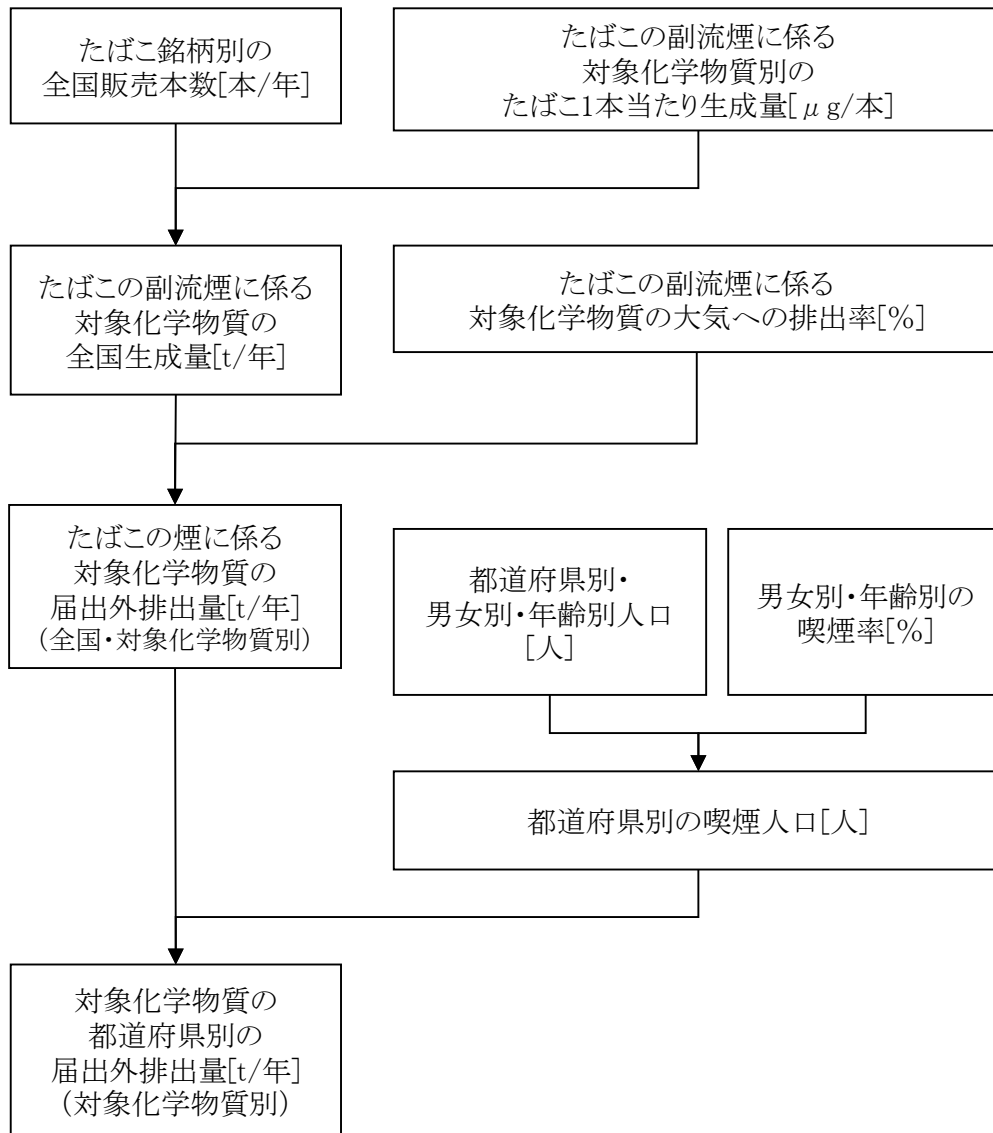 たばこ銘柄別の
全国販売本数[本/年]
たばこの副流煙に係る
対象化学物質別の
たばこ1本当たり生成量[μg/本]
たばこの副流煙に係る
対象化学物質の
全国生成量[t/年]
たばこの副流煙に係る
対象化学物質の大気への排出率[%]
たばこの煙に係る
対象化学物質の
届出外排出量[t/年]
(全国・対象化学物質別)
都道府県別・
男女別・年齢別人口
[人]
男女別・年齢別の
喫煙率[%]
都道府県別の喫煙人口[人]
対象化学物質の
都道府県別の
届出外排出量[t/年]
(対象化学物質別)